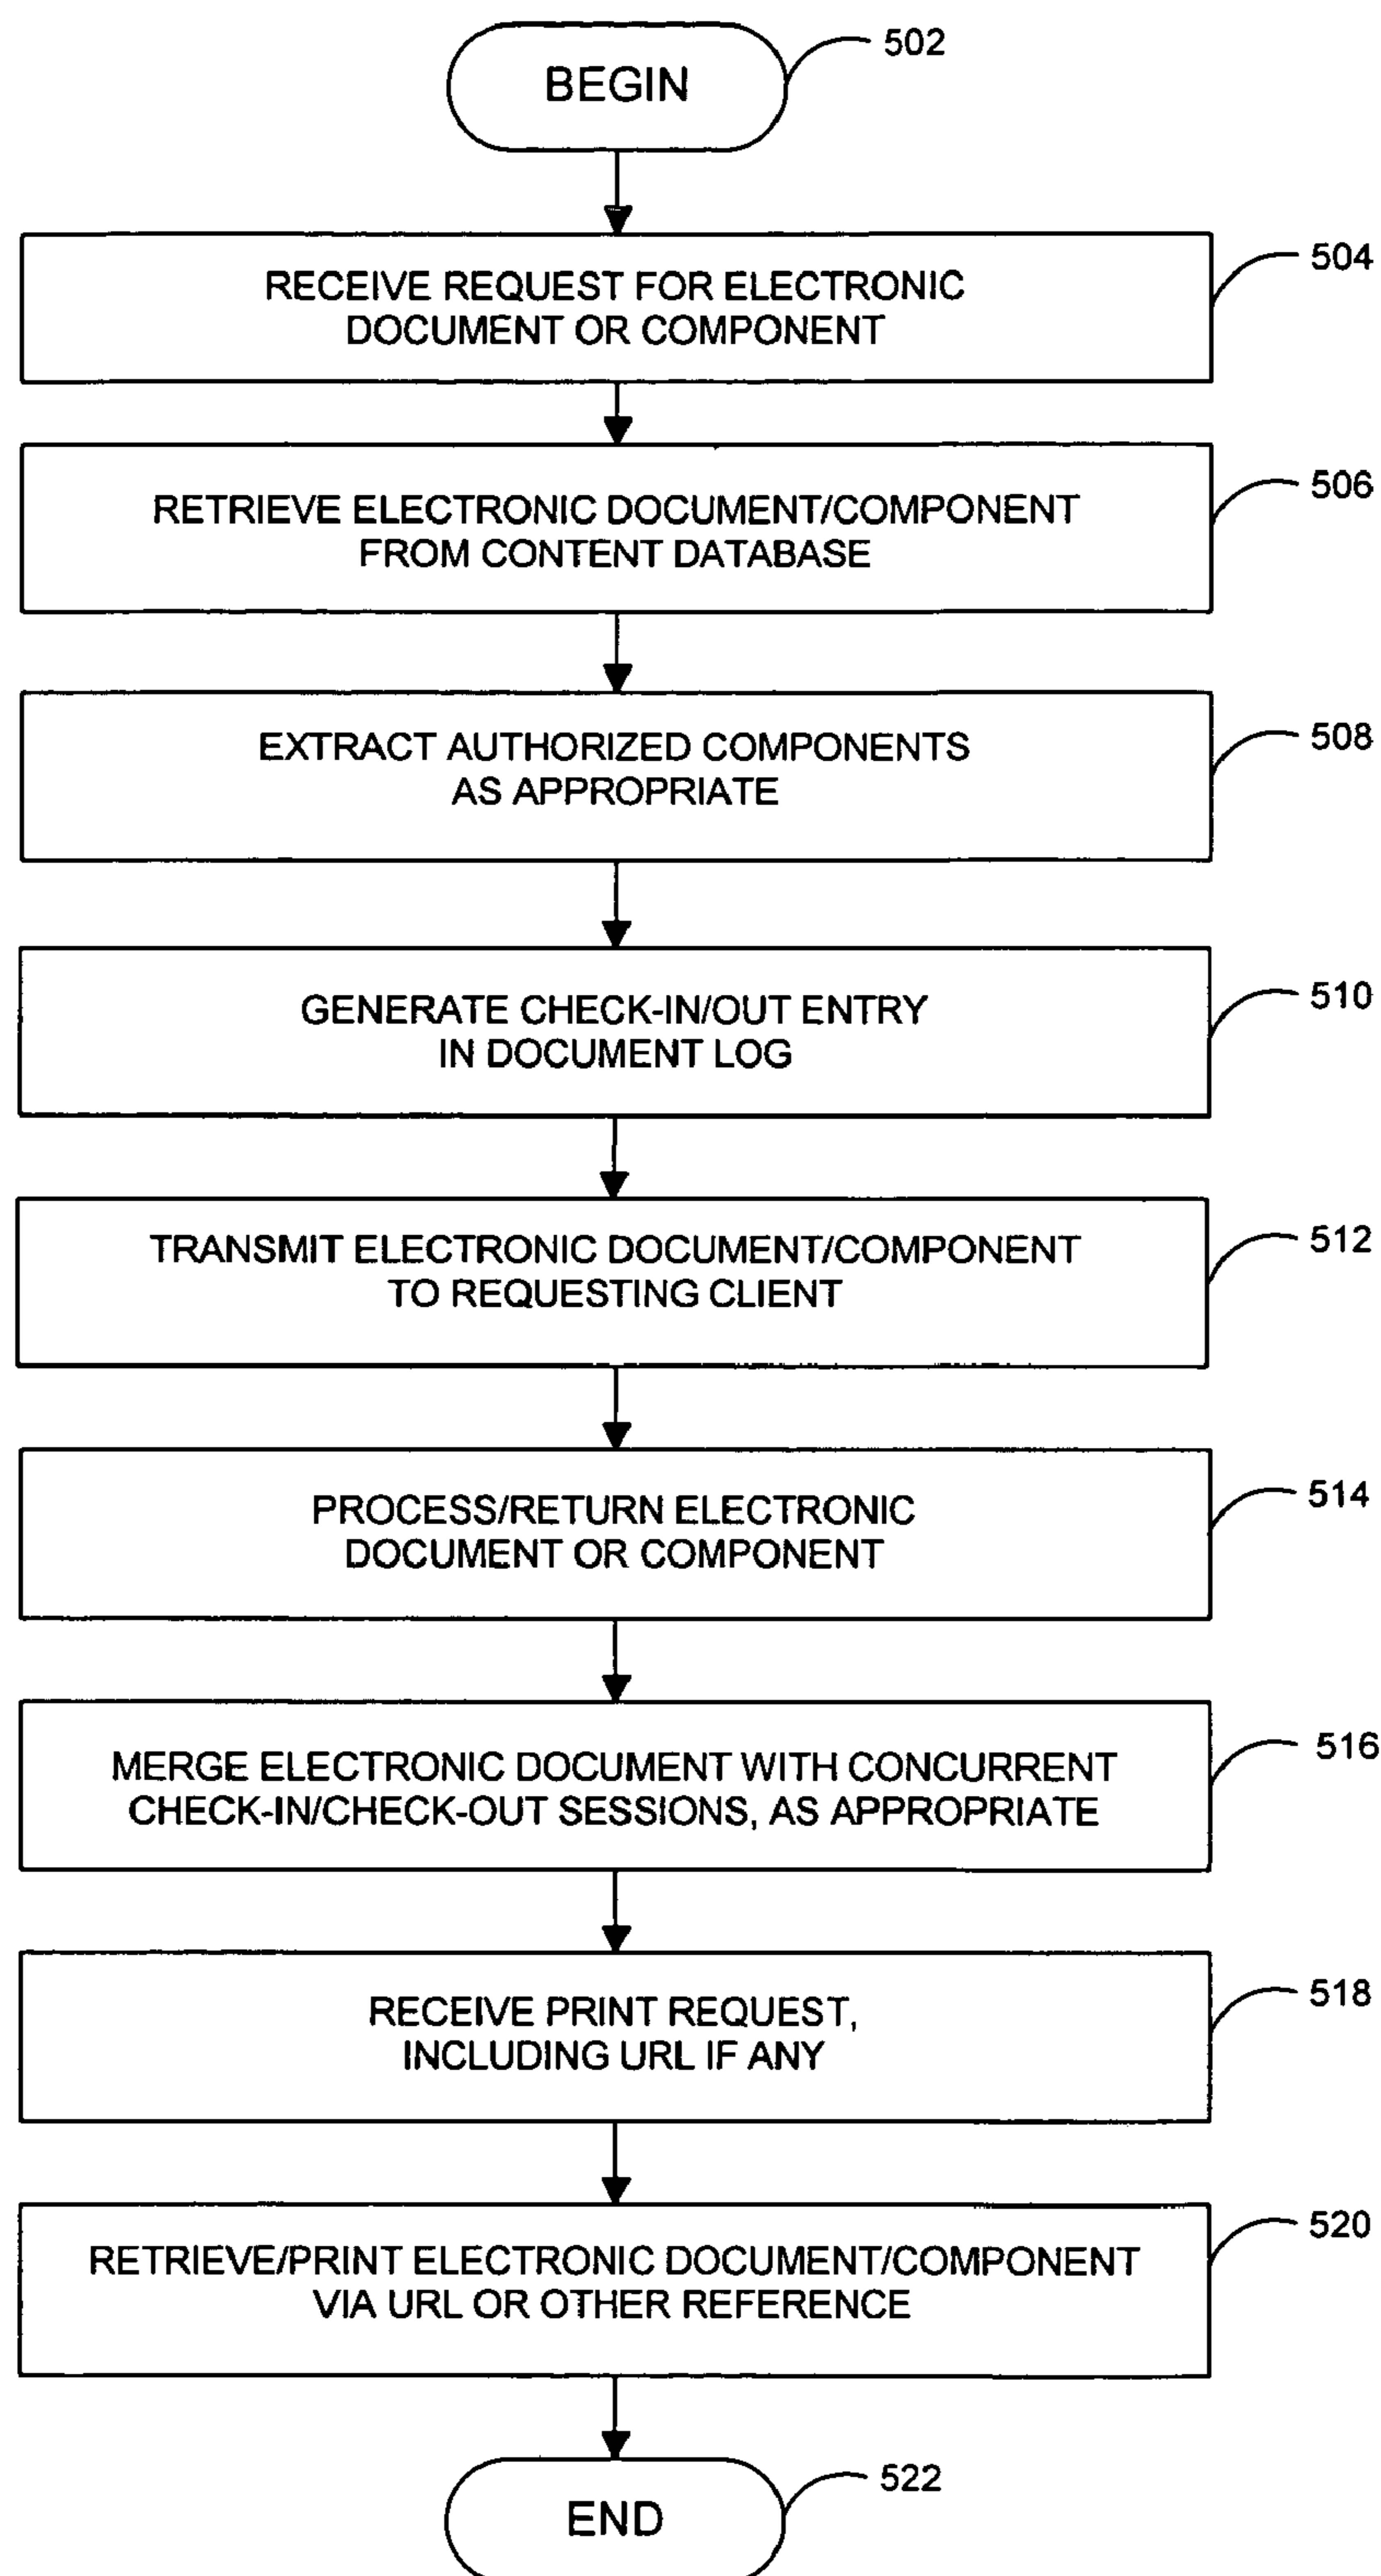 BEGIN
502
RECEIVE REQUEST FOR ELECTRONIC
DOCUMENT OR COMPONENT
504
RETRIEVE ELECTRONIC DOCUMENT/COMPONENT
FROM CONTENT DATABASE
506
EXTRACT AUTHORIZED COMPONENTS
AS APPROPRIATE
508
GENERATE CHECK-IN/OUT ENTRY
IN DOCUMENT LOG
510
TRANSMIT ELECTRONIC DOCUMENT/COMPONENT
TO REQUESTING CLIENT
512
PROCESS/RETURN ELECTRONIC
DOCUMENT OR COMPONENT
514
MERGE ELECTRONIC DOCUMENT WITH CONCURRENT
CHECK-IN/CHECK-OUT SESSIONS, AS APPROPRIATE
516
RECEIVE PRINT REQUEST,
INCLUDING URL IF ANY
518
RETRIEVE/PRINT ELECTRONIC DOCUMENT/COMPONENT
VIA URL OR OTHER REFERENCE
520
END
522